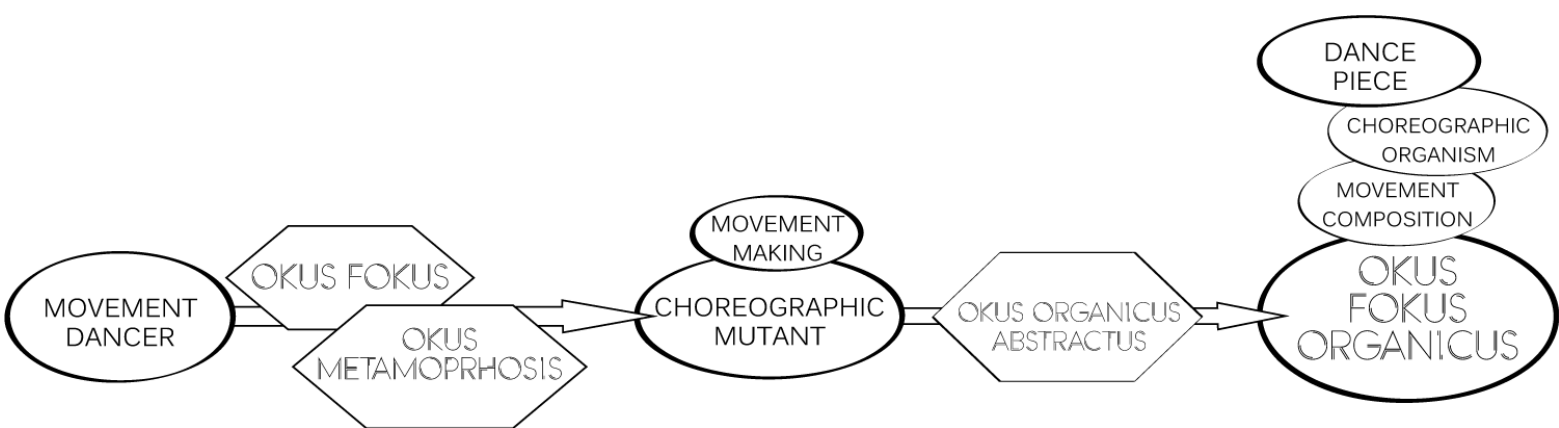 MOVEMENT
DANCER
OKUS FOKUS
OKUS
METAMOPRHOSIS
MOVEMENT
MAKING
CHOREOGRAPHIC
MUTANT
OKUS ORGANICUS
ABSTRACTUS
DANCE
PIECE
CHOREOGRAPHIC
ORGANISM
MOVEMENT
COMPOSITION
OKUS
FOKUS
ORGANICUS